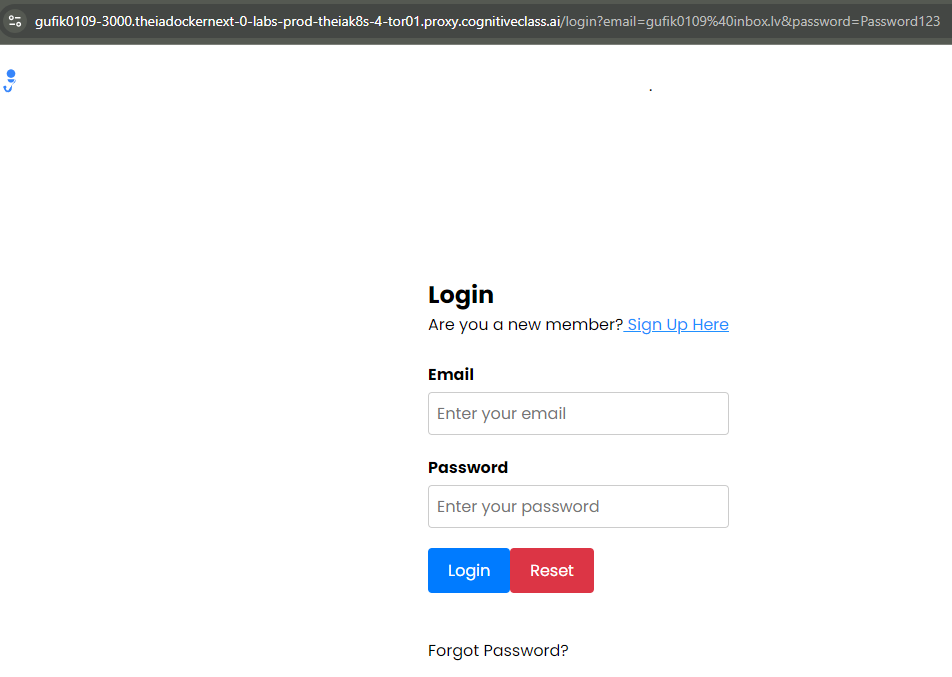 gufik0109-3000.theiadockernext-0-labs-prod-theiak8s-4-tor01.proxy.cognitiveclass.ai/login?email=gufik0109%40inbox.lv&password=Password123
.
Login
Are you a new member? Sign Up Here
Email
Enter your email
Password
Enter your password
Login Reset
Forgot Password?